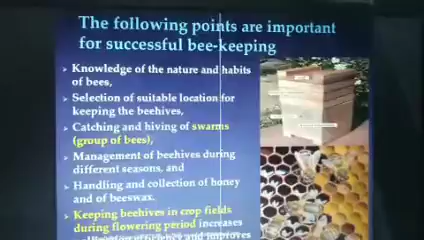 The following points are important
for successful bee-keeping
➢ Knowledge of the nature and habits
of bees,
➢ Selection of suitable location for
keeping the beehives,
➢ Catching and hiving of swarms
(group of bees),
➢ Management of beehives during
different seasons, and
➢ Handling and collection of honey
and of beeswax.
➢ Keeping beehives in crop fields
during flowering period increases
and improves